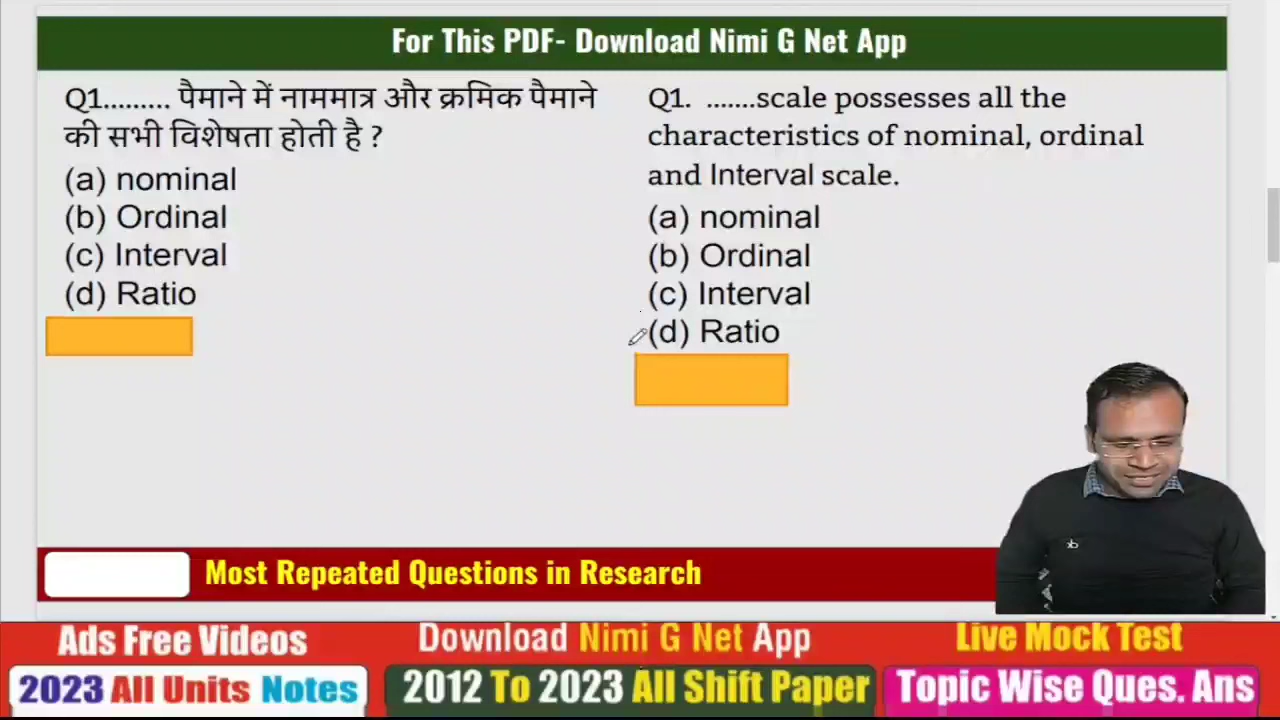 For This PDF- Download Nimi G Net App
Q1......... पैमाने में नाममात्र और क्रमिक पैमाने
की सभी विशेषता होती है ?
(a) nominal
(b) Ordinal
(c) Interval
(d) Ratio
Q1. .......scale possesses all the
characteristics of nominal, ordinal
and Interval scale.
(a) nominal
(b) Ordinal
(c) Interval
(d) Ratio
Most Repeated Questions in Research
Ads Free Videos
Download Nimi G Net App
Live Mock Test
2023 All Units Notes
2012 To 2023 All Shift Paper
Topic Wise Ques. Ans